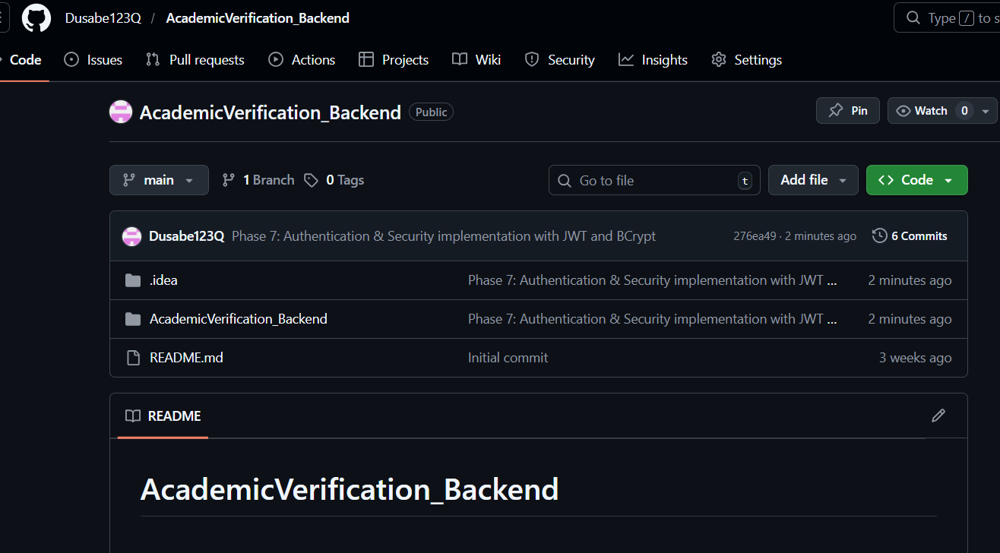 Dusabe123Q / AcademicVerification_Backend
Type / to s
Code Issues Pull requests Actions Projects Wiki Security Insights Settings
AcademicVerification_Backend Public Pin Watch 0
main 1 Branch 0 Tags Go to file t Add file Code
Dusabe123Q Phase 7: Authentication & Security implementation with JWT and BCrypt 276ea49 · 2 minutes ago 6 Commits
.idea Phase 7: Authentication & Security implementation with JWT ... 2 minutes ago
AcademicVerification_Backend Phase 7: Authentication & Security implementation with JWT ... 2 minutes ago
README.md Initial commit 3 weeks ago
README
AcademicVerification_Backend